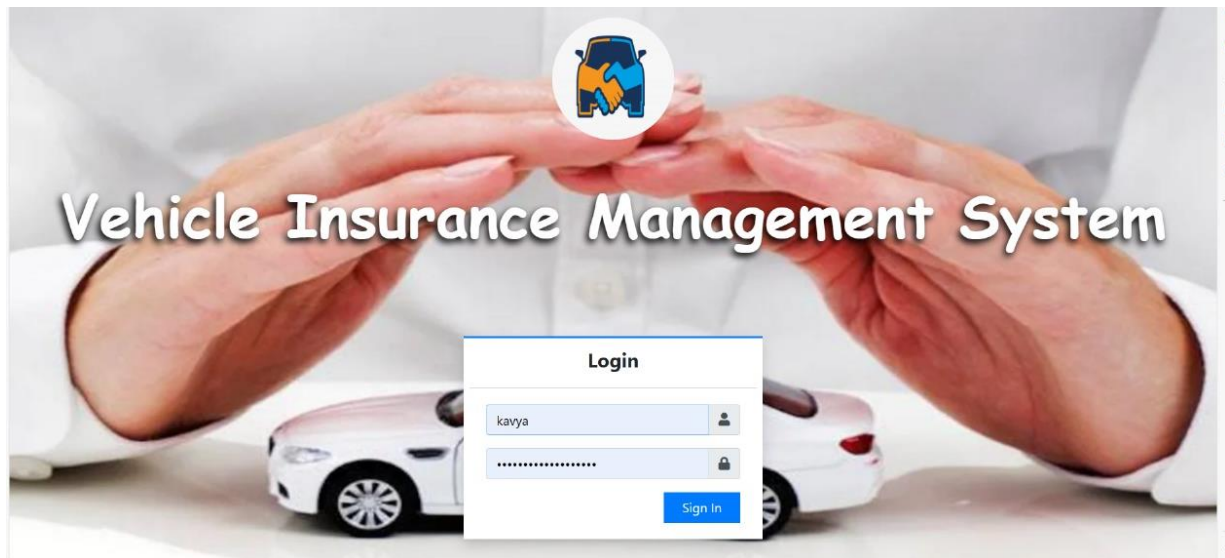 Vehicle Insurance Management System
Login
kavya
•••••••••••••••••••
Sign In